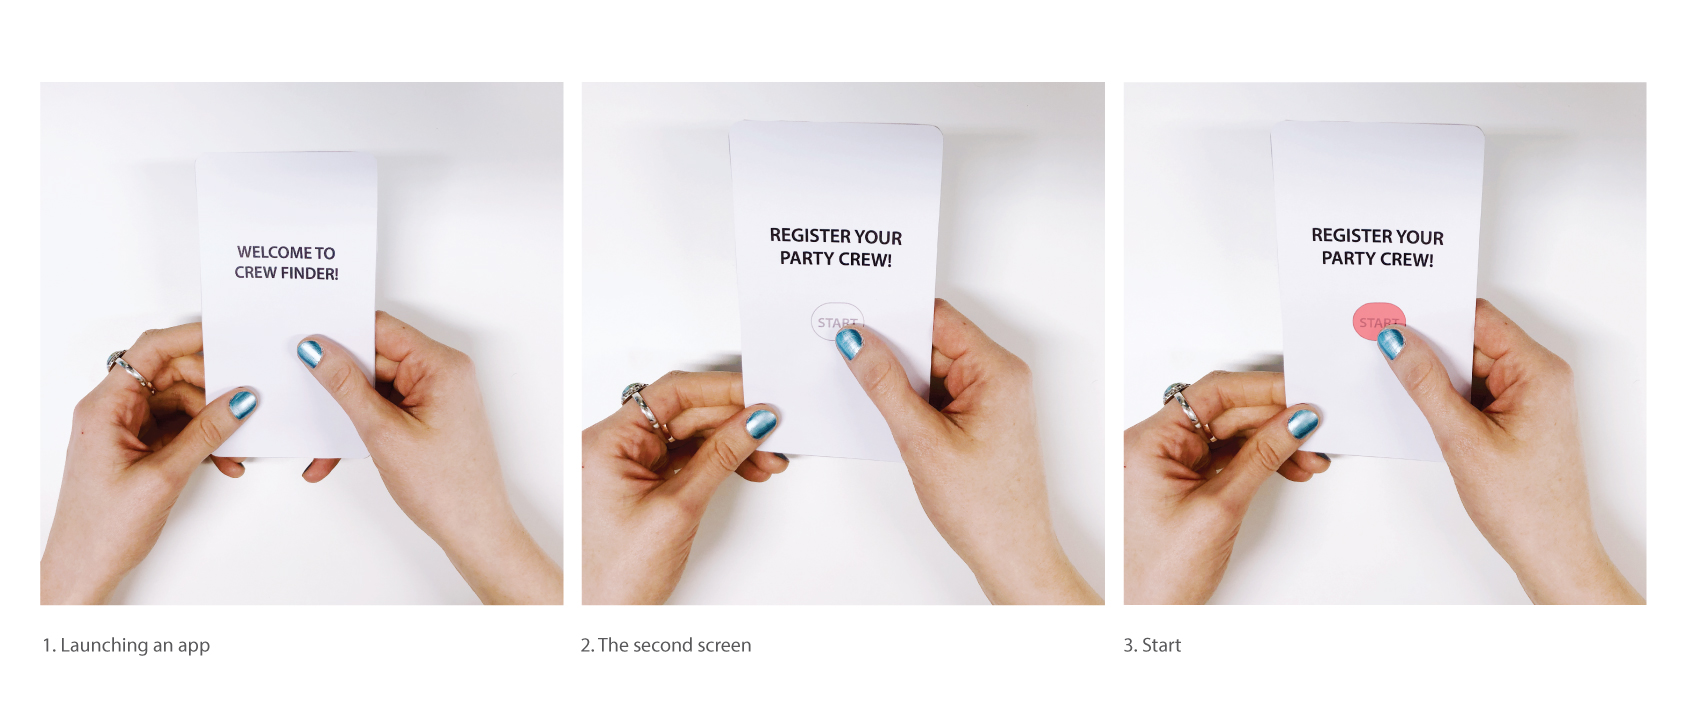 WELCOME TO
CREW FINDER!
REGISTER YOUR
PARTY CREW!
START
REGISTER YOUR
PARTY CREW!
START
1. Launching an app
2. The second screen
3. Start